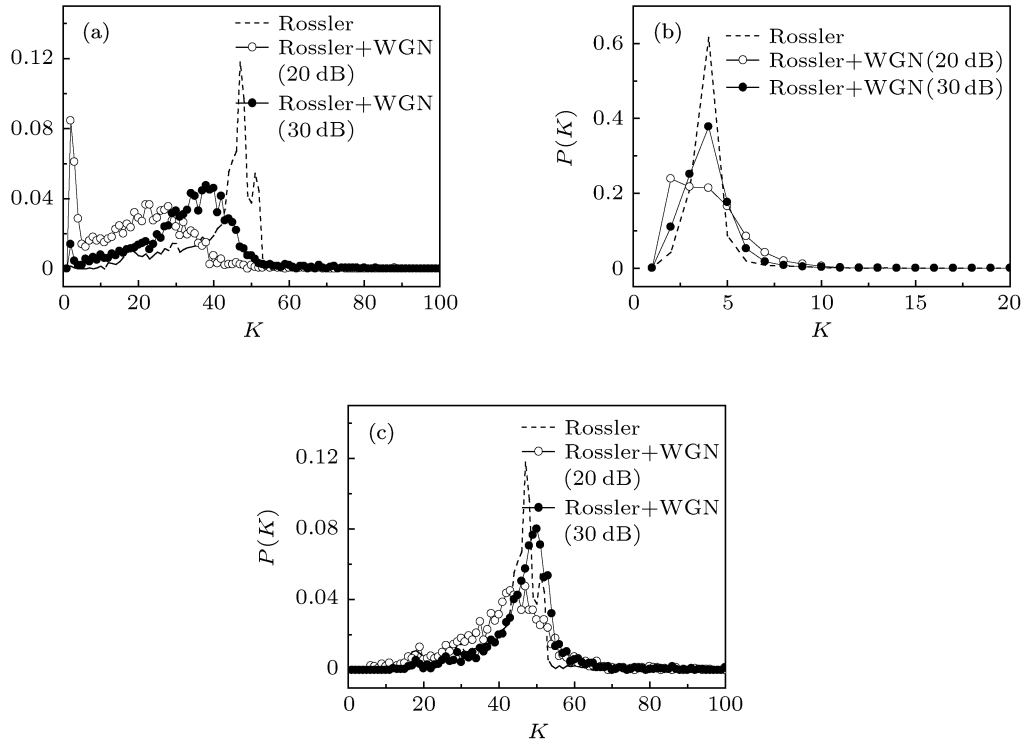 (a)
Rossler
Rossler+WGN
(20 dB)
Rossler+WGN
(30 dB)
0.12
0.08
0.04
0
0 20 40 60 80 100
K
(b)
Rossler
Rossler+WGN(20 dB)
Rossler+WGN(30 dB)
P(K)
0.6
0.4
0.2
0
0 5 10 15 20
K
(c)
Rossler
Rossler+WGN
(20 dB)
Rossler+WGN
(30 dB)
P(K)
0.12
0.08
0.04
0
0 20 40 60 80 100
K